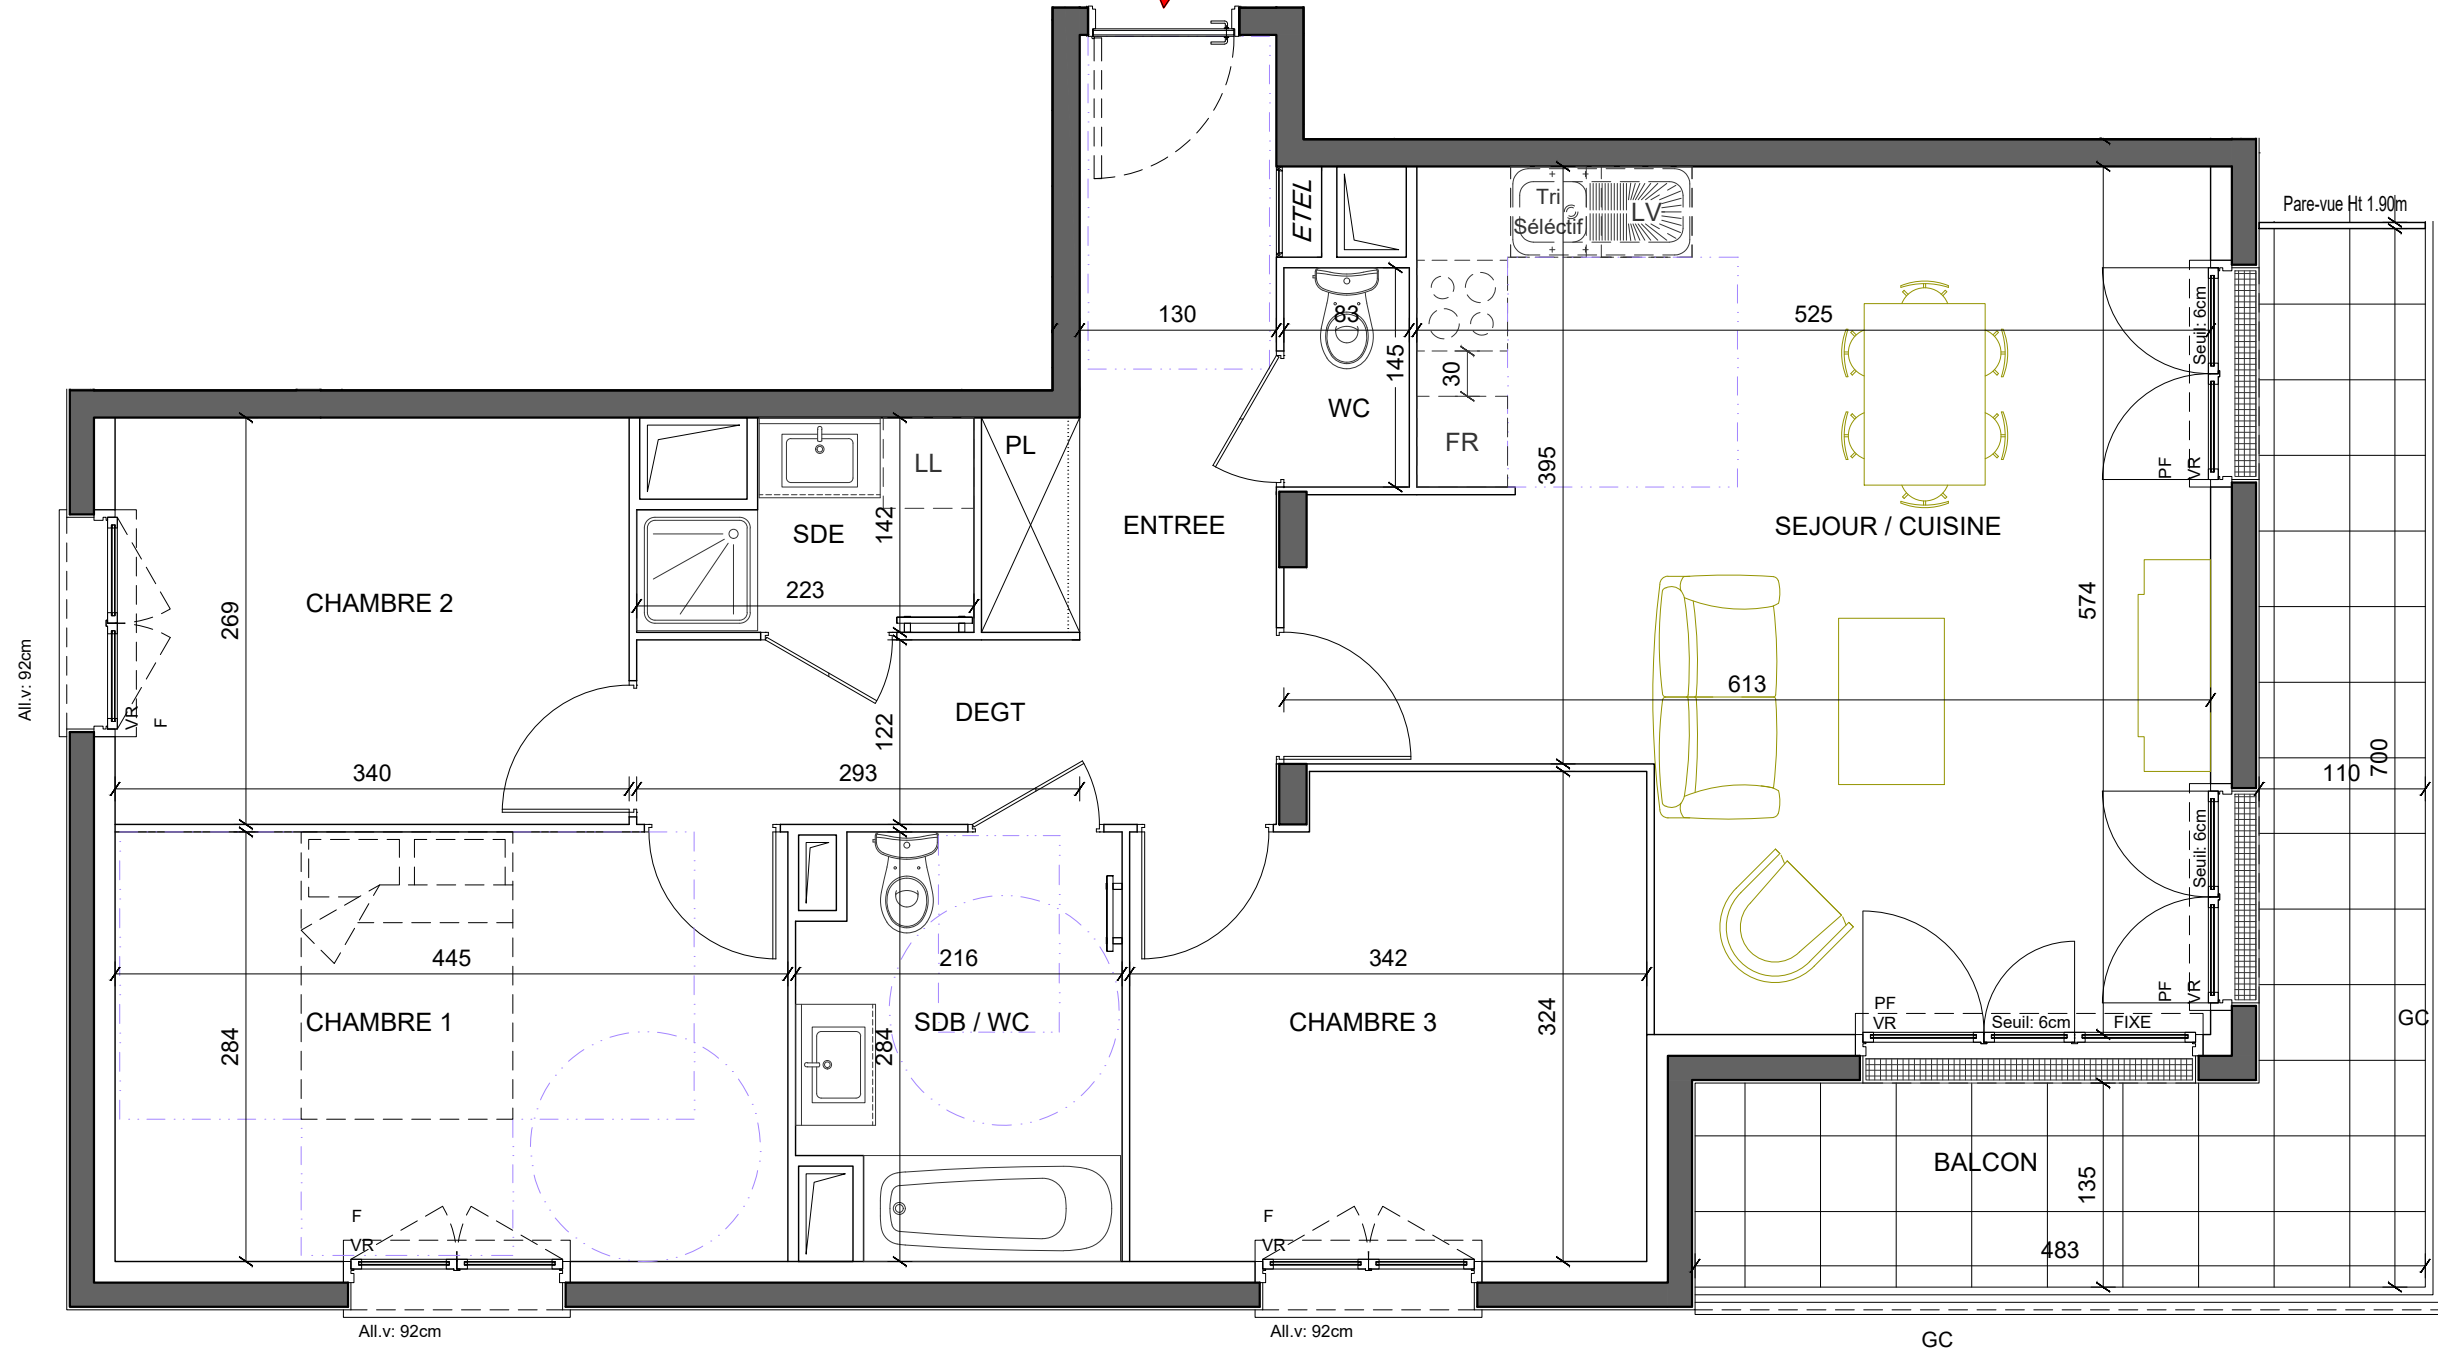 Pare-vue Ht 1.90m
ETEL
Tri
Séléctif
LV
130
83
525
Seuil: 6cm
145
30
WC
FR
PL
LL
395
PF
VR
142
SDE
ENTREE
SEJOUR / CUISINE
223
CHAMBRE 2
269
574
All.v: 92cm
VR
F
613
DEGT
122
340
293
700
110
Seuil: 6cm
445
216
342
PF
VR
PF
VR
Seuil: 6cm
FIXE
GC
CHAMBRE 1
SDB / WC
CHAMBRE 3
284
284
324
BALCON
135
F
VR
F
VR
483
All.v: 92cm
All.v: 92cm
GC